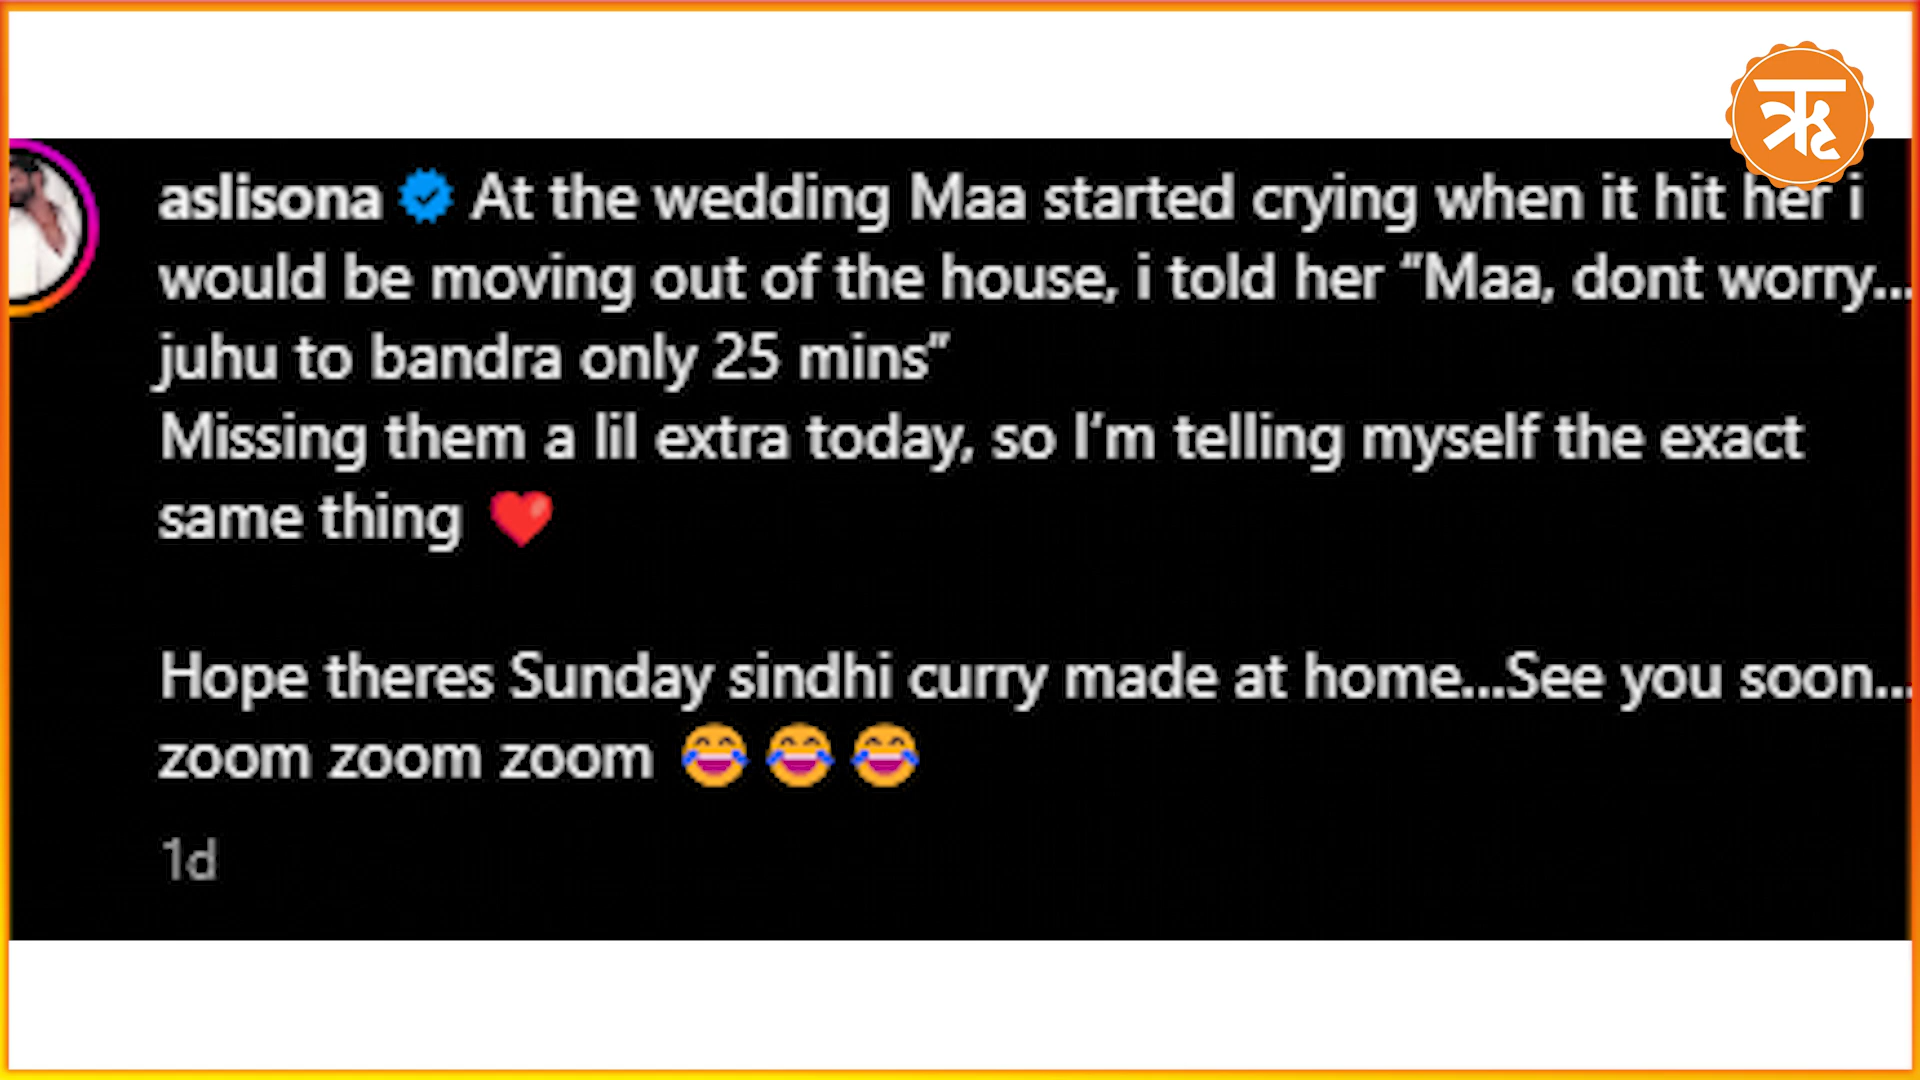 ऋ
aslisona At the wedding Maa started crying when it hit her i
would be moving out of the house, i told her “Maa, dont worry...
juhu to bandra only 25 mins”
Missing them a lil extra today, so I’m telling myself the exact
same thing ❤️
Hope theres Sunday sindhi curry made at home...See you soon...
zoom zoom zoom 😂 😂 😂
1d